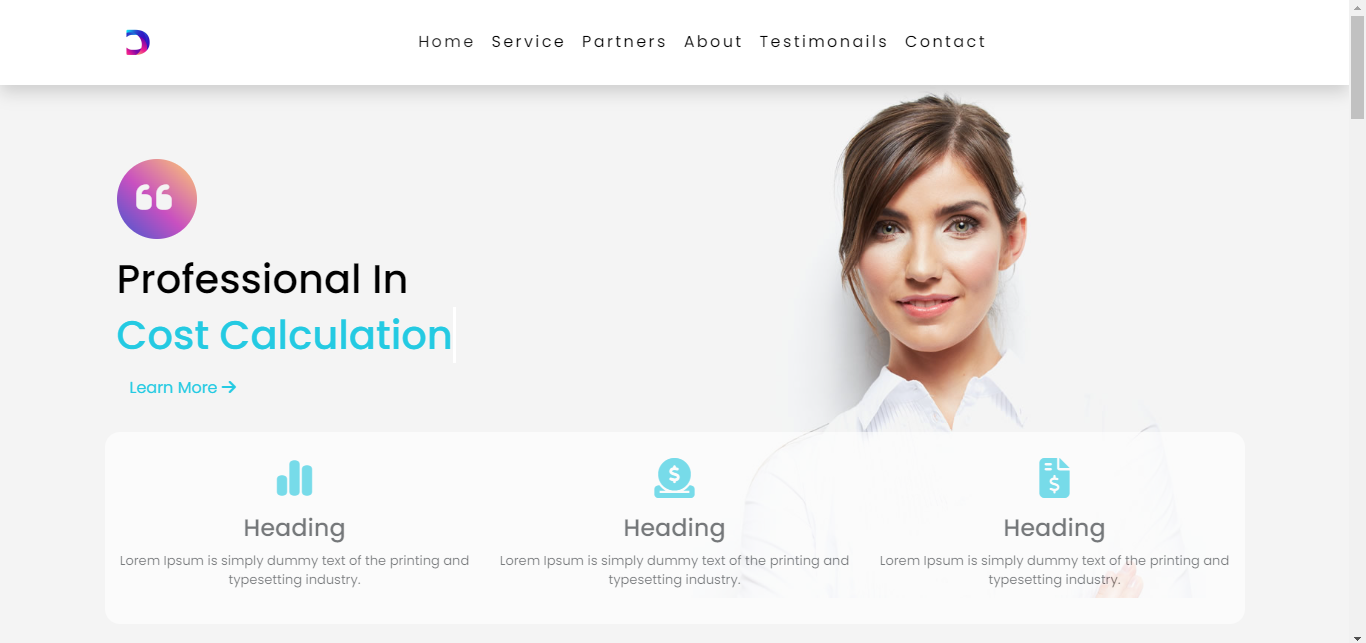 Home Service Partners About Testimonails Contact
Professional In
Cost Calculation
Learn More
Heading
Lorem Ipsum is simply dummy text of the printing and
typesetting industry.
Heading
Lorem Ipsum is simply dummy text of the printing and
typesetting industry.
Heading
Lorem Ipsum is simply dummy text of the printing and
typesetting industry.